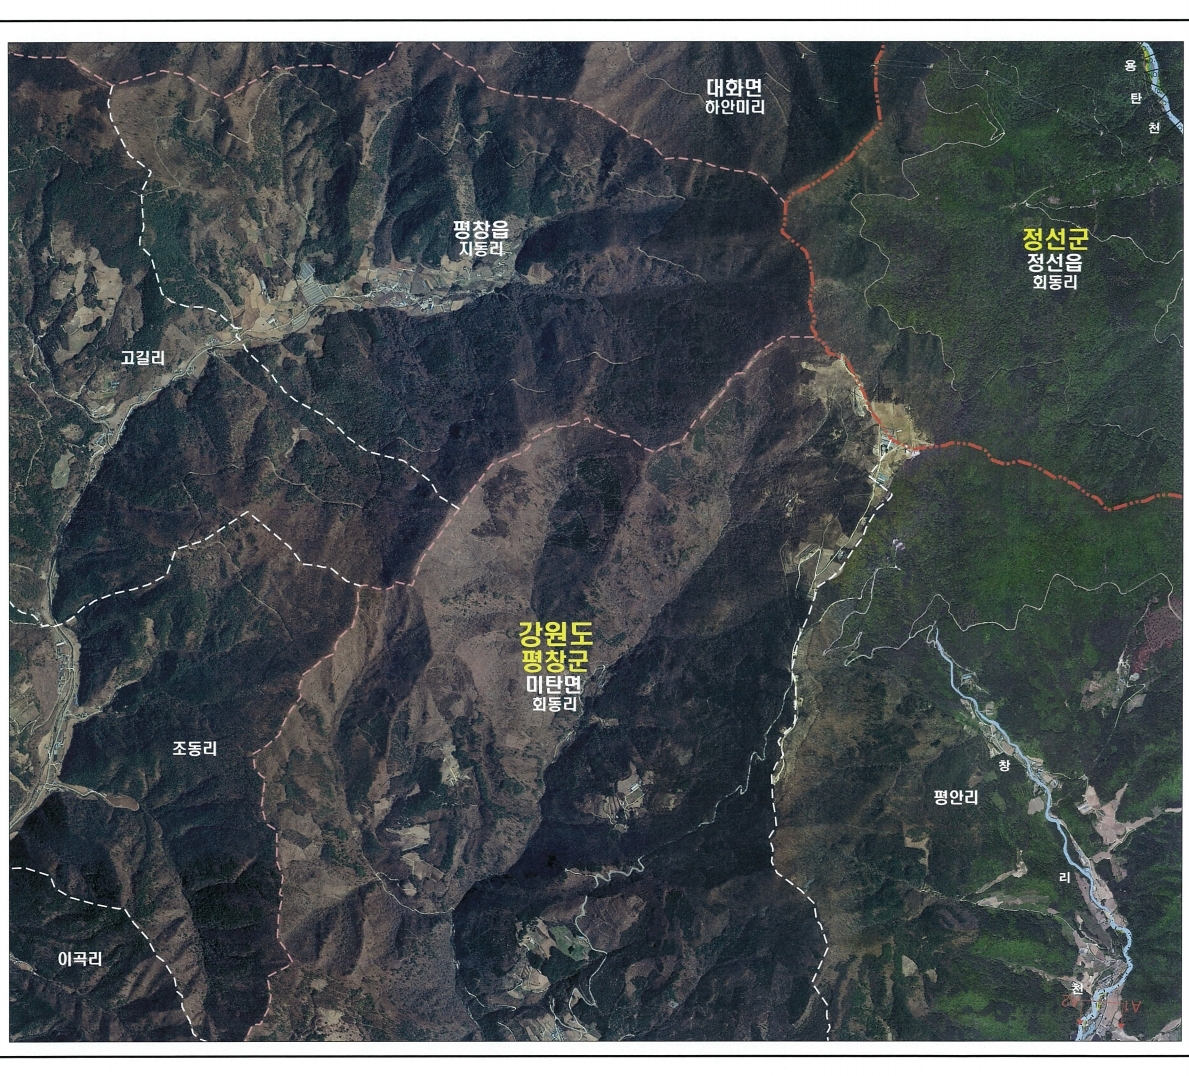 대화면
하안미리
용
탄
천
평창읍
지동리
정선군
정선읍
회동리
고길리
강원도
평창군
미탄면
회동리
조동리
창
리
천
평안리
이곡리